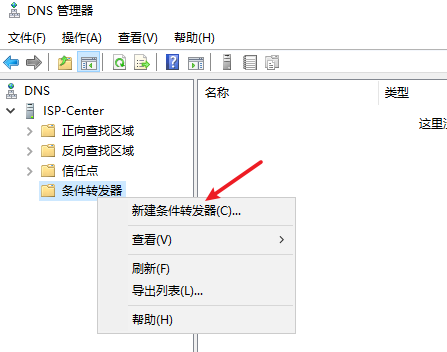 DNS 管理器
文件(F) 操作(A) 查看(V) 帮助(H)
DNS
ISP-Center
正向查找区域
反向查找区域
信任点
条件转发器
名称 类型
这里
新建条件转发器(C)...
查看(V)
刷新(F)
导出列表(L)...
帮助(H)